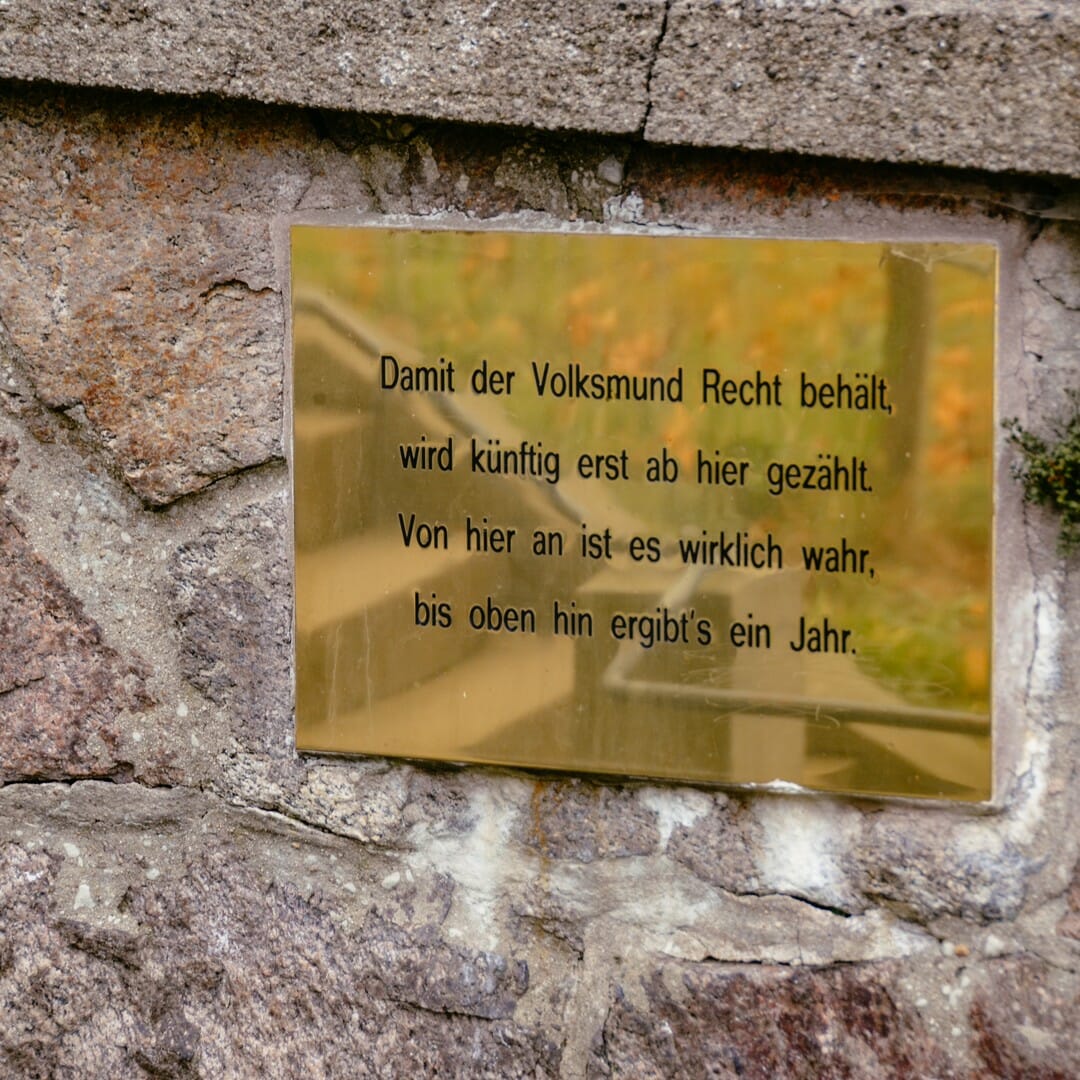 Damit der Volksmund Recht behält,
wird künftig erst ab hier gezählt.
Von hier an ist es wirklich wahr,
bis oben hin ergibt's ein Jahr.